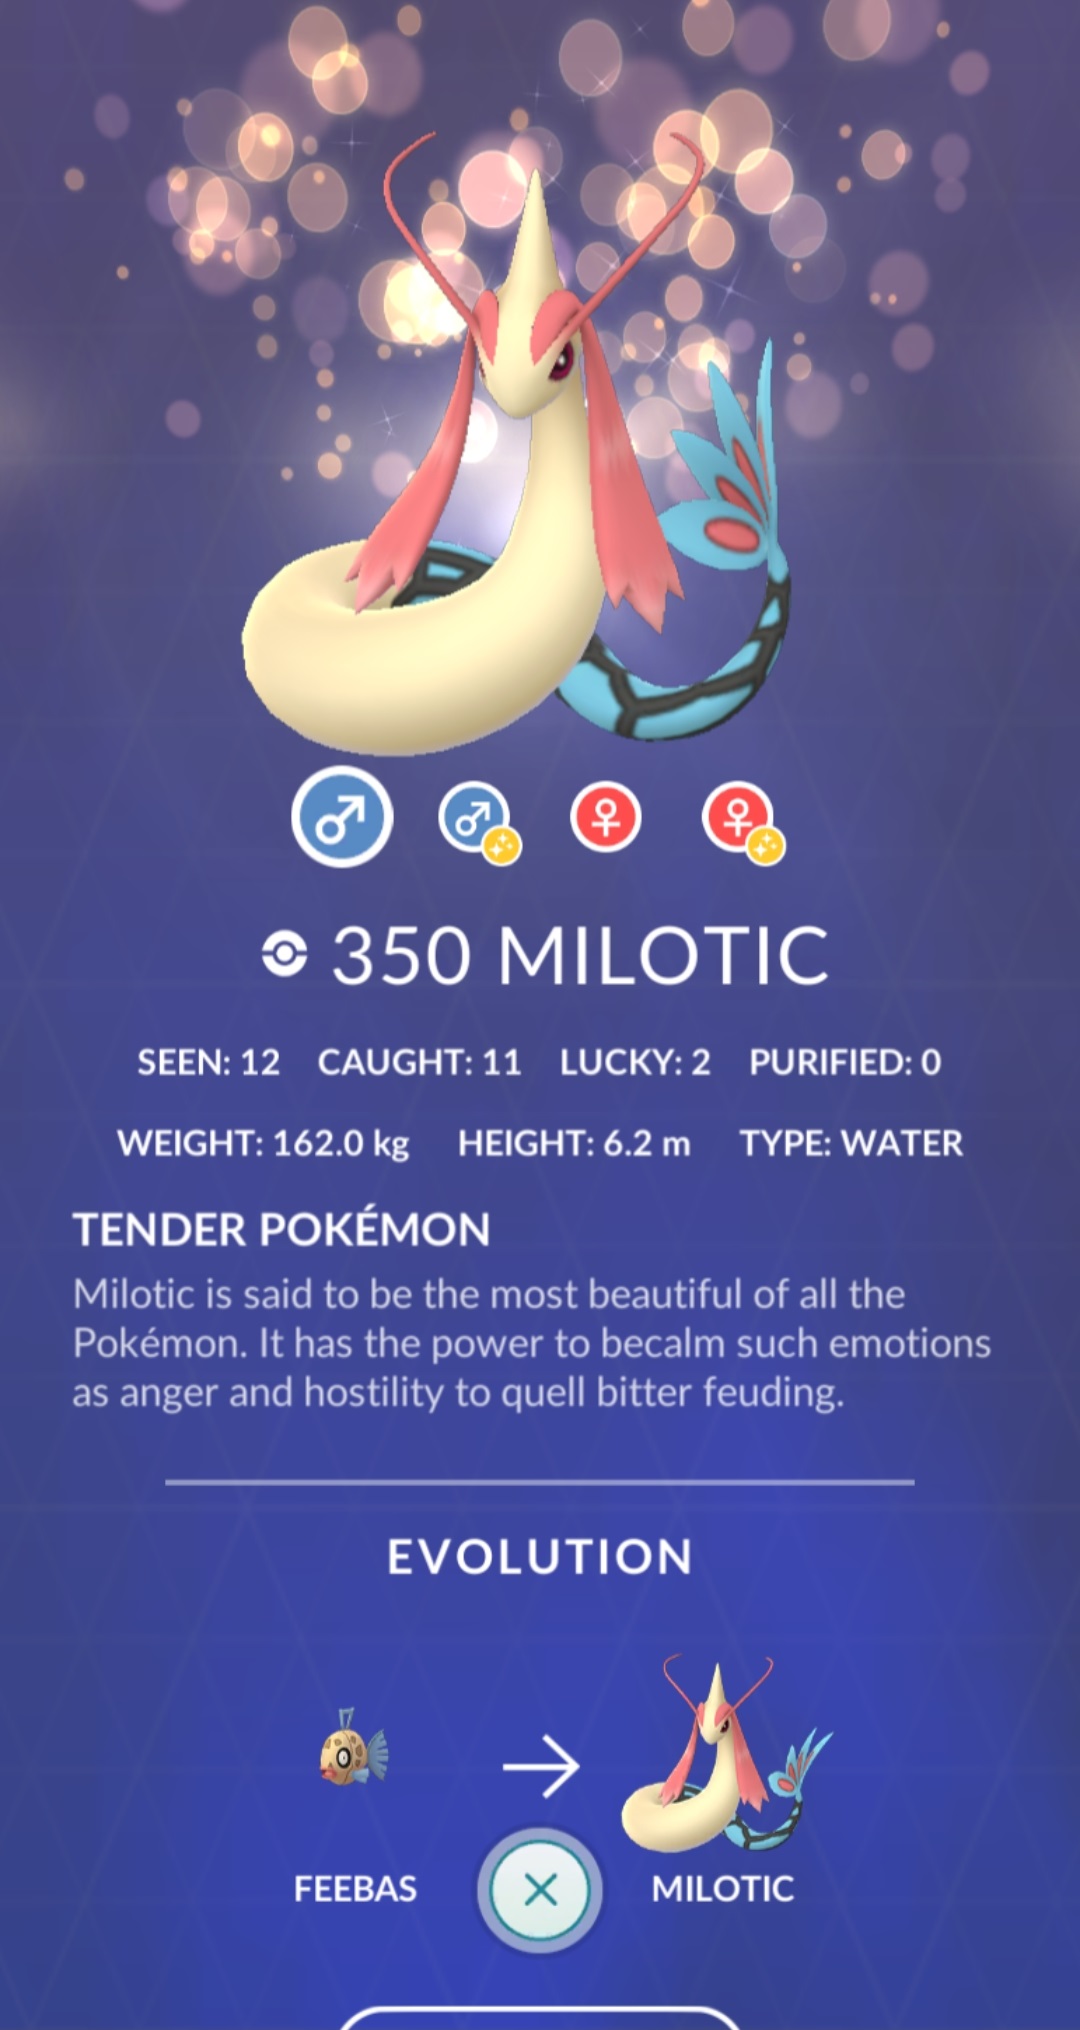 350 MILOTIC
SEEN: 12 CAUGHT: 11 LUCKY: 2 PURIFIED: 0
WEIGHT: 162.0 kg HEIGHT: 6.2 m TYPE: WATER
TENDER POKÉMON
Milotic is said to be the most beautiful of all the
Pokémon. It has the power to becalm such emotions
as anger and hostility to quell bitter feuding.
EVOLUTION
FEEBAS MILOTIC